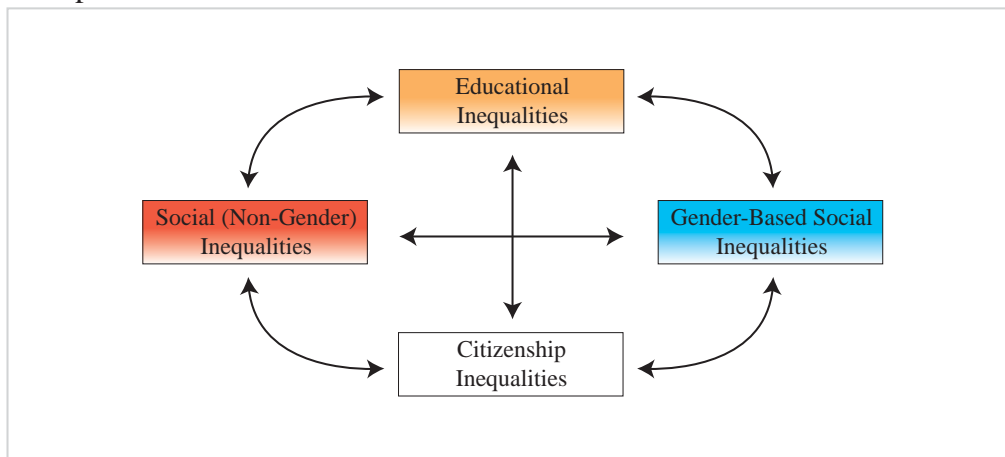 Educational
Inequalities
Social (Non-Gender)
Inequalities
Gender-Based Social
Inequalities
Citizenship
Inequalities